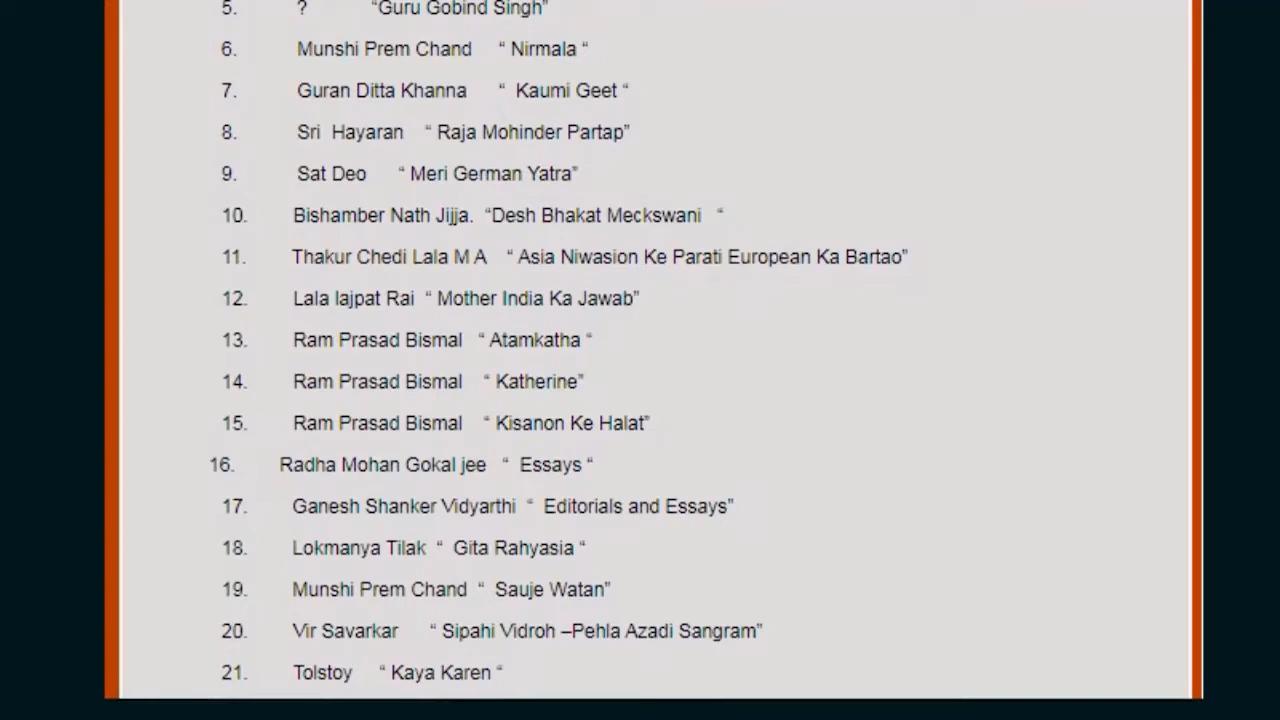 5. ? “Guru Gobind Singh”
6. Munshi Prem Chand “ Nirmala “
7. Guran Ditta Khanna “ Kaumi Geet “
8. Sri Hayaran “ Raja Mohinder Partap”
9. Sat Deo “ Meri German Yatra”
10. Bishamber Nath Jijja. “Desh Bhakat Meckswani “
11. Thakur Chedi Lala M A “ Asia Niwasion Ke Parati European Ka Bartao”
12. Lala lajpat Rai “ Mother India Ka Jawab”
13. Ram Prasad Bismal “ Atamkatha “
14. Ram Prasad Bismal “ Katherine”
15. Ram Prasad Bismal “ Kisanon Ke Halat”
16. Radha Mohan Gokal jee “ Essays “
17. Ganesh Shanker Vidyarthi “ Editorials and Essays”
18. Lokmanya Tilak “ Gita Rahyasia “
19. Munshi Prem Chand “ Sauje Watan”
20. Vir Savarkar “ Sipahi Vidroh –Pehla Azadi Sangram”
21. Tolstoy “ Kaya Karen “